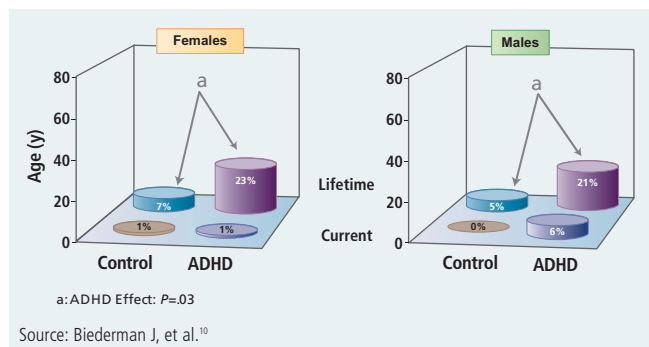 Females
Age (y)
80
60
40
20
0
a
7%
23%
1%
1%
Control ADHD
Lifetime
Current
Males
80
60
40
20
0
a
5%
21%
0%
6%
Control ADHD
a: ADHD Effect: P=.03
Source: Biederman J, et al.¹⁰